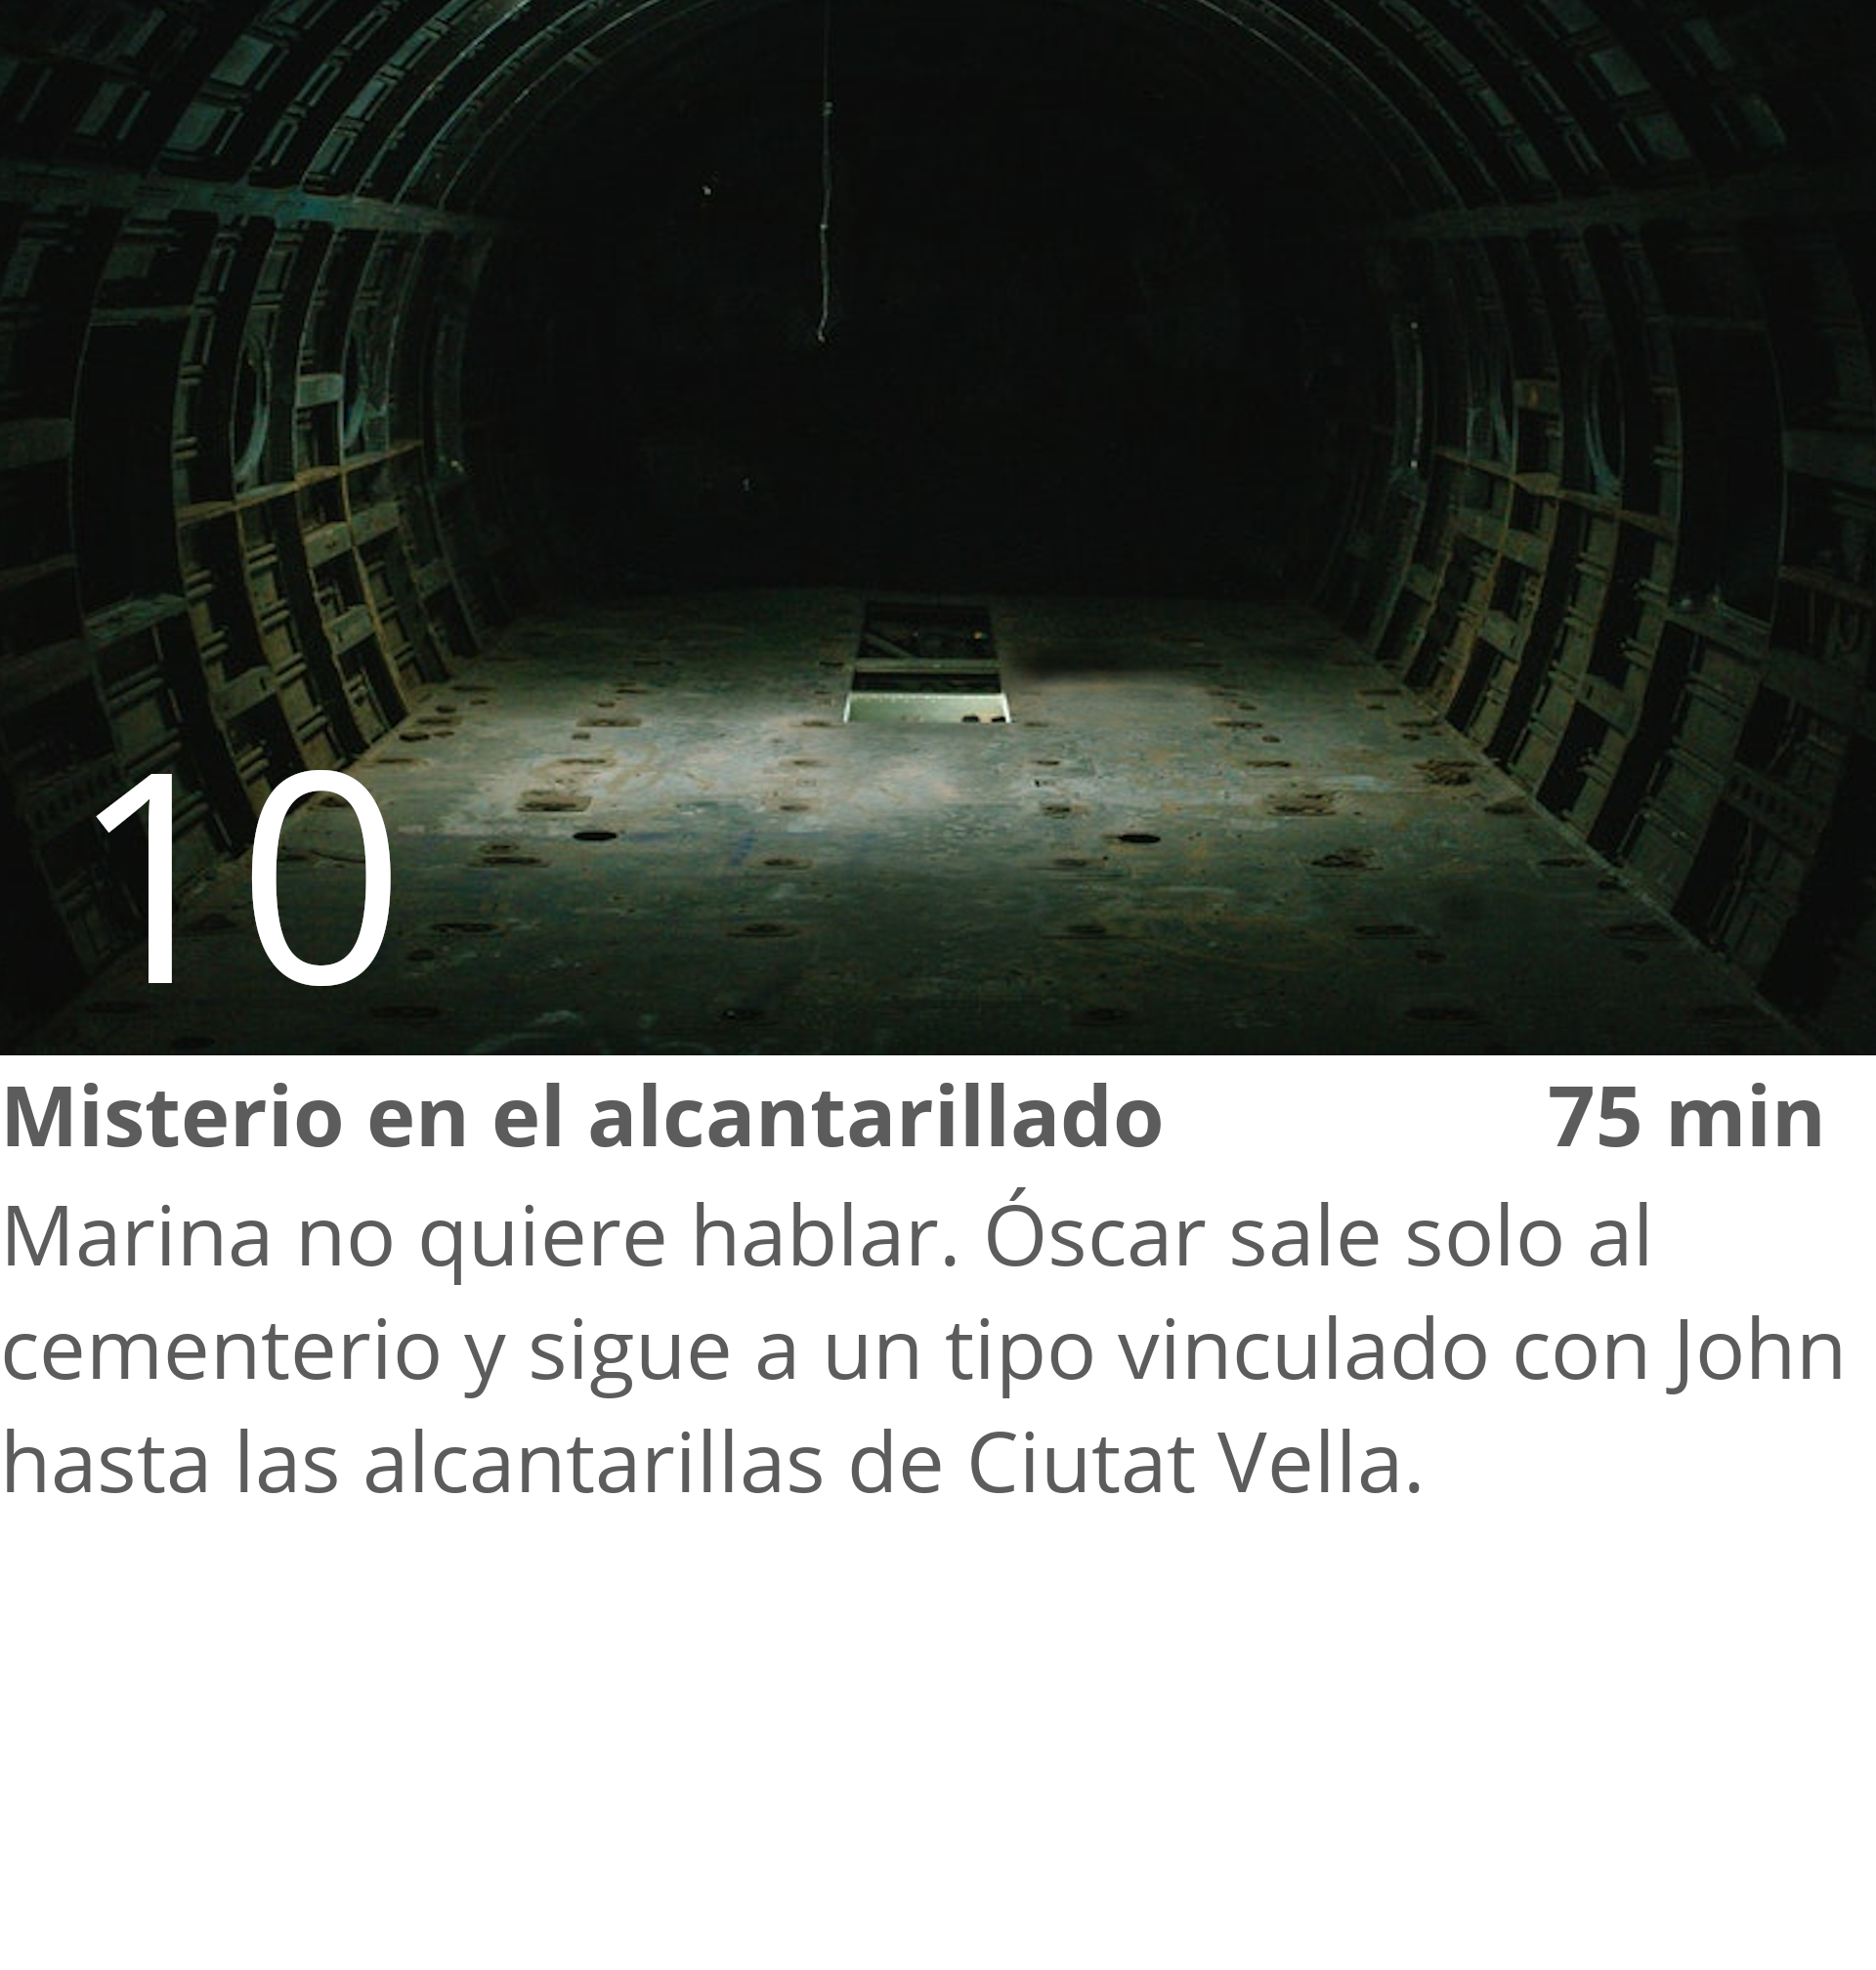 10
Misterio en el alcantarillado 75 min
Marina no quiere hablar. Óscar sale solo al
cementerio y sigue a un tipo vinculado con John
hasta las alcantarillas de Ciutat Vella.